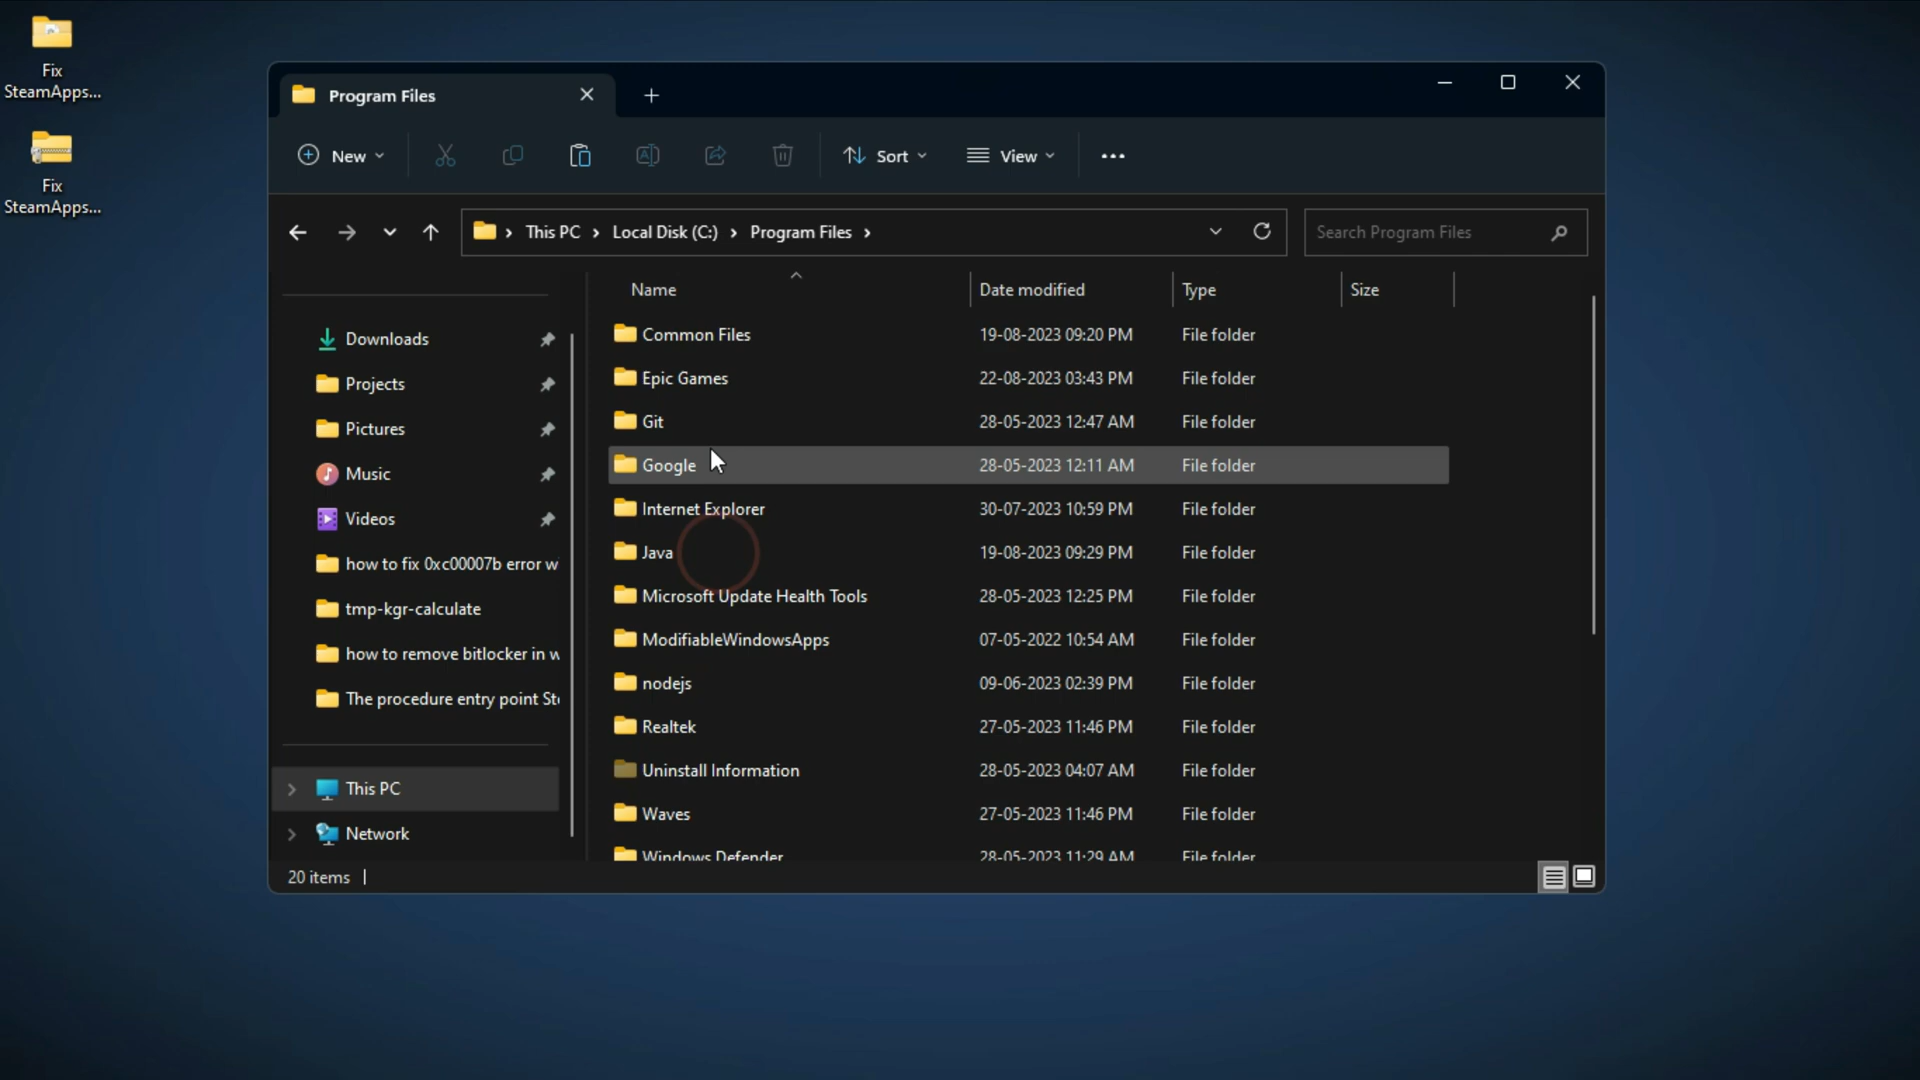 Fix
SteamApps...
Fix
SteamApps...
Program Files
New
Sort
View
This PC
Local Disk (C:)
Program Files
Search Program Files
Name
Date modified
Type
Size
Downloads
Projects
Pictures
Music
Videos
how to fix 0xc00007b error w
tmp-kgr-calculate
how to remove bitlocker in w
The procedure entry point Ste
This PC
Network
Common Files 19-08-2023 09:20 PM File folder
Epic Games 22-08-2023 03:43 PM File folder
Git 28-05-2023 12:47 AM File folder
Google 28-05-2023 12:11 AM File folder
Internet Explorer 30-07-2023 10:59 PM File folder
Java 19-08-2023 09:29 PM File folder
Microsoft Update Health Tools 28-05-2023 12:25 PM File folder
ModifiableWindowsApps 07-05-2022 10:54 AM File folder
nodejs 09-06-2023 02:39 PM File folder
Realtek 27-05-2023 11:46 PM File folder
Uninstall Information 28-05-2023 04:07 AM File folder
Waves 27-05-2023 11:46 PM File folder
Windows Defender 28-05-2023 11:29 AM File folder
20 items